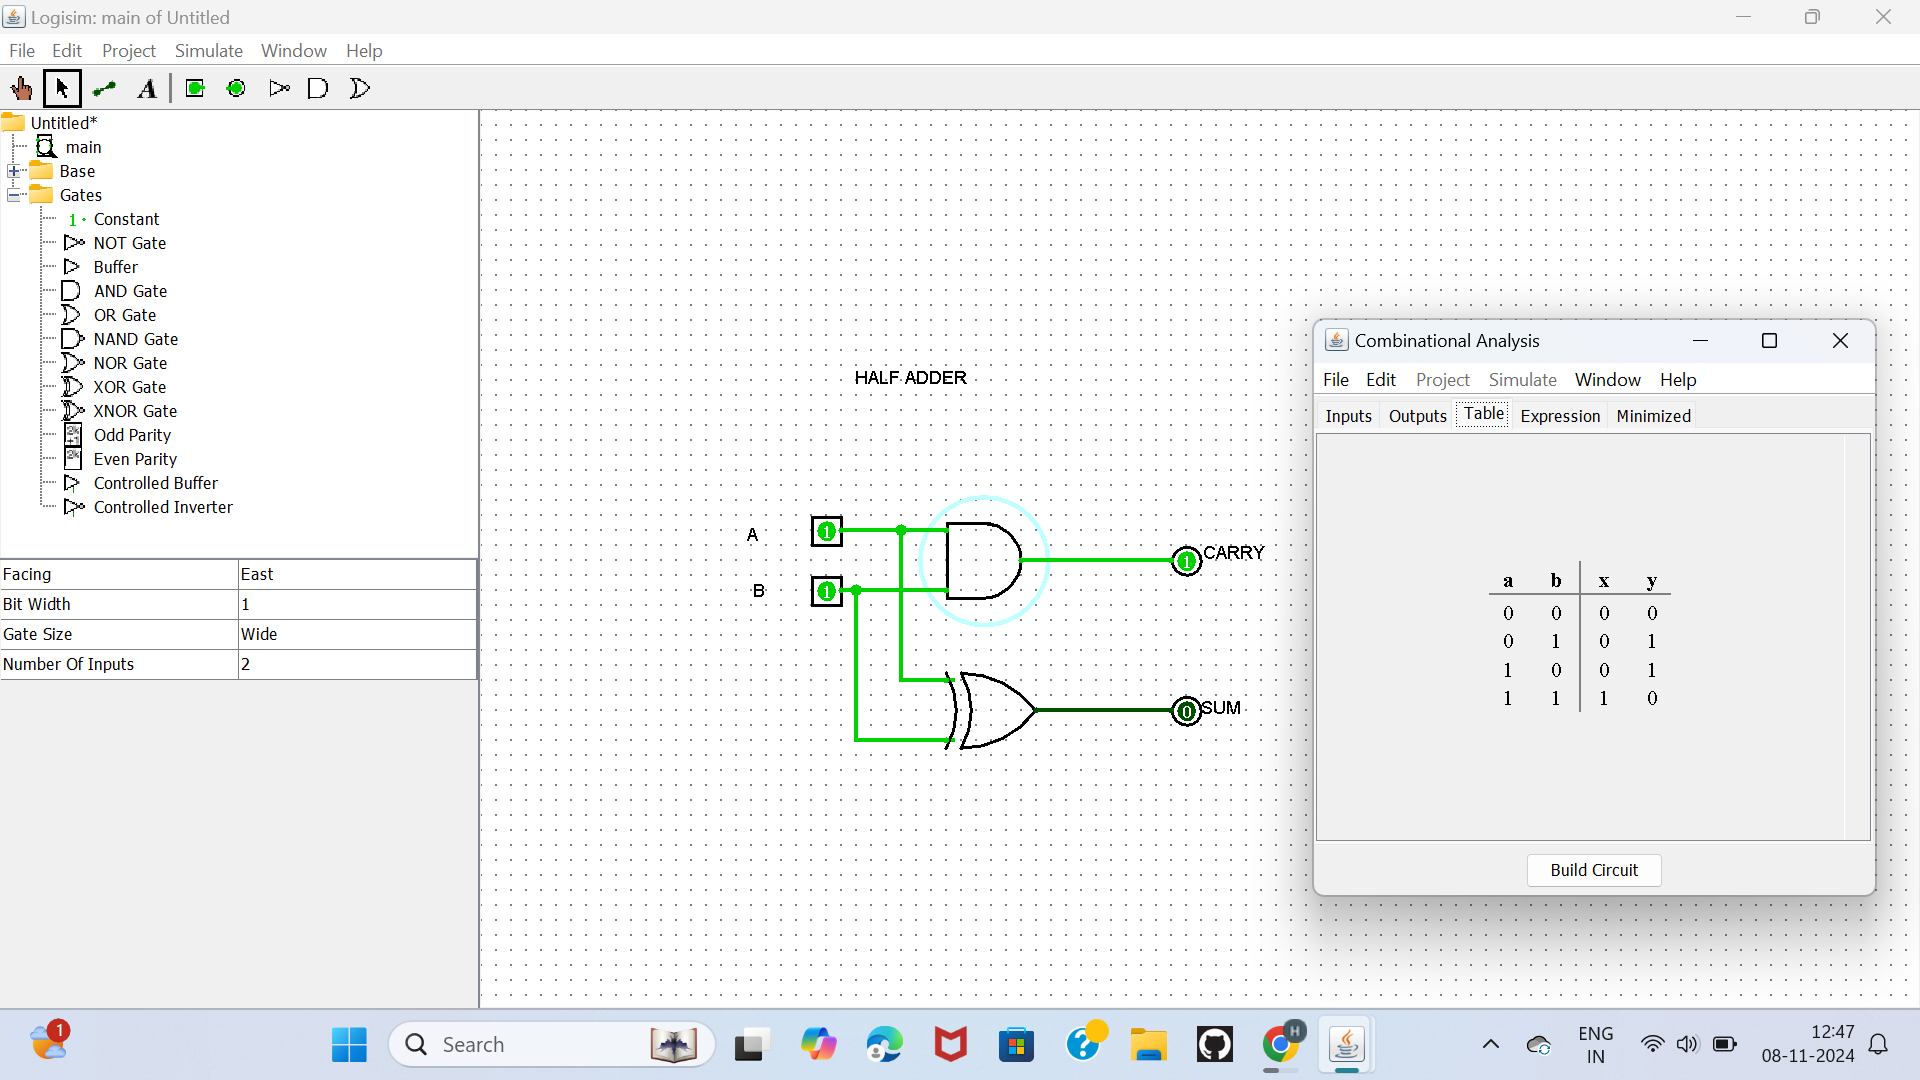 Logisim: main of Untitled
File Edit Project Simulate Window Help
A
Untitled*
main
Base
Gates
1 Constant
NOT Gate
Buffer
AND Gate
OR Gate
NAND Gate
NOR Gate
XOR Gate
XNOR Gate
Odd Parity
Even Parity
Controlled Buffer
Controlled Inverter
Facing East
Bit Width 1
Gate Size Wide
Number Of Inputs 2
HALF ADDER
A 1
B 1
1 CARRY
0 SUM
Combinational Analysis
File Edit Project Simulate Window Help
Inputs Outputs Table Expression Minimized
a b x y
0 0 0 0
0 1 0 1
1 0 0 1
1 1 1 0
Build Circuit
1
Search
H
ENG
IN
12:47
08-11-2024